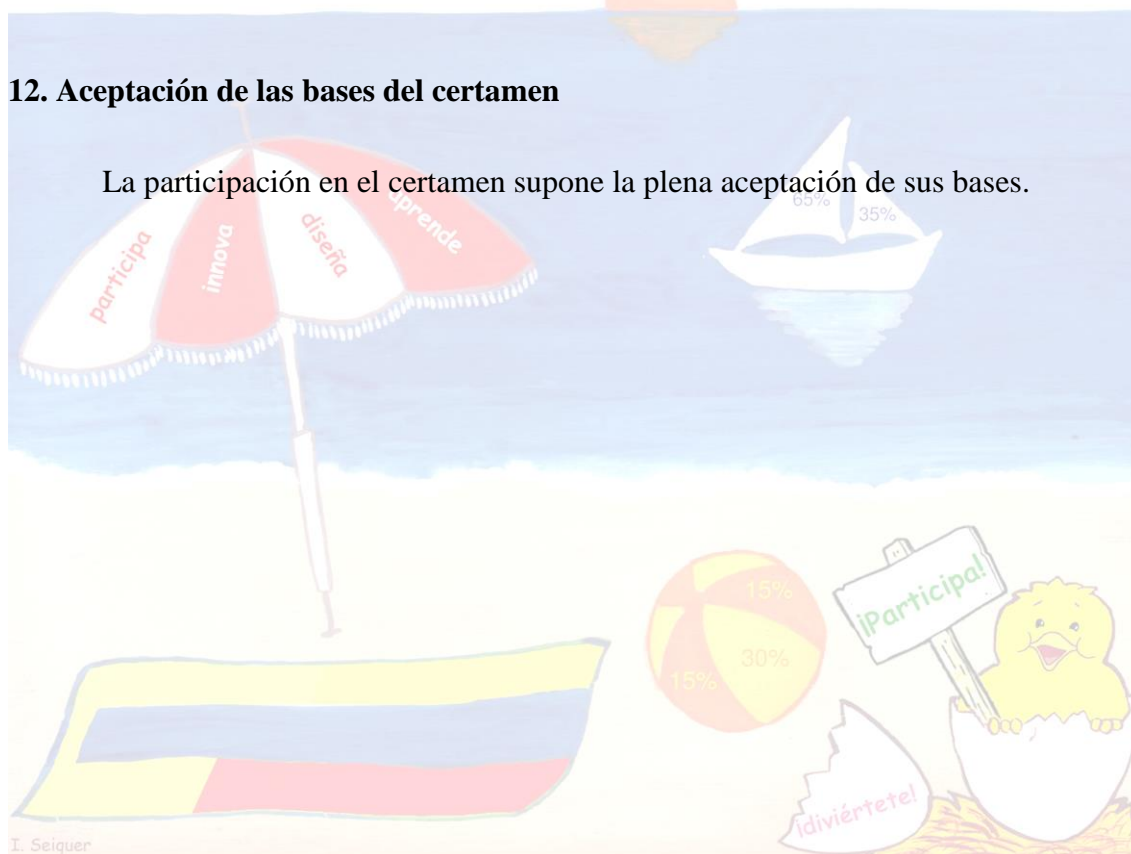 12. Aceptación de las bases del certamen
La participación en el certamen supone la plena aceptación de sus bases.
participa
innova
diseña
aprende
65%
35%
15%
30%
15%
¡Participa!
¡diviértete!
I. Seiquer